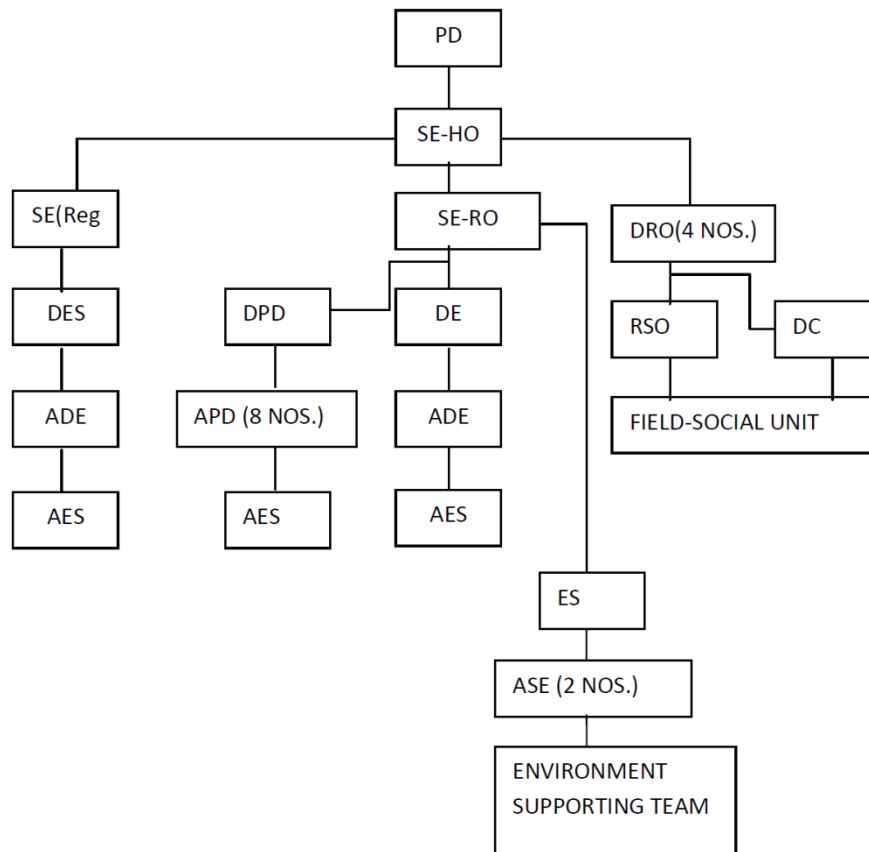 PD
SE-HO
SE(Reg
SE-RO
DRO(4 NOS.)
DES
DPD
DE
RSO
DC
ADE
APD (8 NOS.)
ADE
FIELD-SOCIAL UNIT
AES
AES
AES
ES
ASE (2 NOS.)
ENVIRONMENT
SUPPORTING TEAM